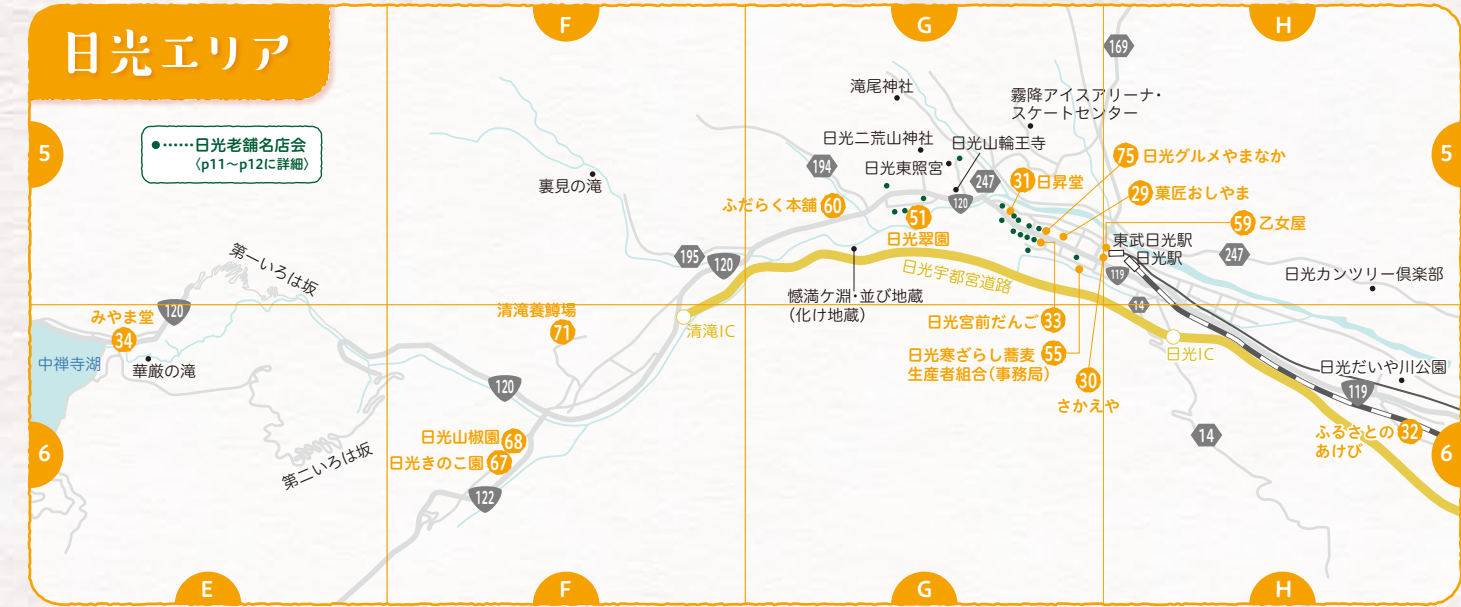 日光エリア
F
G
H
5
5
●……日光老舗名店会
〈p11〜p12に詳細〉
169
滝尾神社
霧降アイスアリーナ・
スケートセンター
日光二荒山神社
日光山輪王寺
日光東照宮
194
247
120
75 日光グルメやまなか
31 日昇堂
29 菓匠おしやま
裏見の滝
ふだらく本舗 60
51
日光翠園
59 乙女屋
東武日光駅
日光駅
119
247
日光カンツリー倶楽部
195
120
日光宇都宮道路
第一いろは坂
憾満ケ淵・並び地蔵
(化け地蔵)
14
120
みやま堂
34
中禅寺湖
華厳の滝
清滝養鱒場
71
清滝IC
日光宮前だんご 33
日光寒ざらし蕎麦 55
生産者組合(事務局)
30
さかえや
日光IC
日光だいや川公園
119
120
日光山椒園 68
日光きのこ園 67
122
第二いろは坂
14
ふるさとの 32
あけび
6
6
E
F
G
H